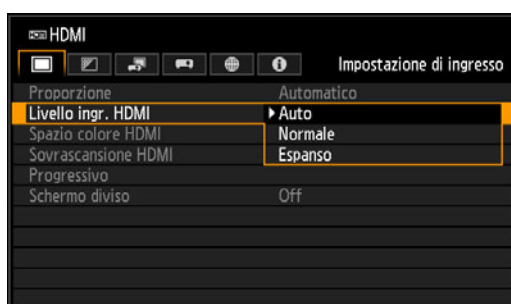 HDMI
Impostazione di ingresso
Proporzione Automatico
Livello ingr. HDMI Auto
Spazio colore HDMI Normale
Sovrascansione HDMI Espanso
Progressivo
Schermo diviso Off